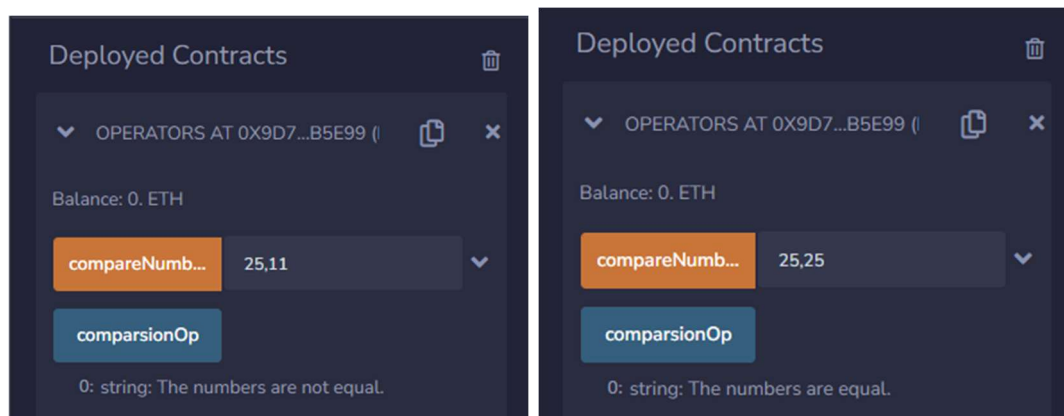 Deployed Contracts
OPERATORS AT 0X9D7...B5E99 (
Balance: 0. ETH
compareNumb... 25,11
comparsionOp
0: string: The numbers are not equal.
Deployed Contracts
OPERATORS AT 0X9D7...B5E99 (
Balance: 0. ETH
compareNumb... 25,25
comparsionOp
0: string: The numbers are equal.